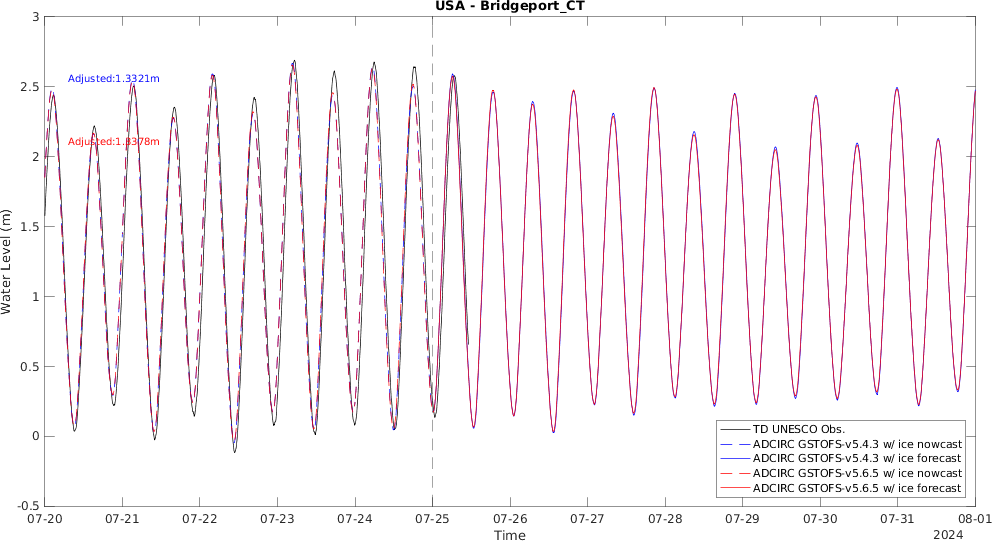 USA - Bridgeport_CT
3
2.5
2
1.5
1
0.5
0
-0.5
Water Level (m)
Adjusted:1.3321m
Adjusted:1.3378m
TD UNESCO Obs.
ADCIRC GSTOFS-v5.4.3 w/ ice nowcast
ADCIRC GSTOFS-v5.4.3 w/ ice forecast
ADCIRC GSTOFS-v5.6.5 w/ ice nowcast
ADCIRC GSTOFS-v5.6.5 w/ ice forecast
07-20 07-21 07-22 07-23 07-24 07-25 07-26 07-27 07-28 07-29 07-30 07-31 08-01
Time
2024